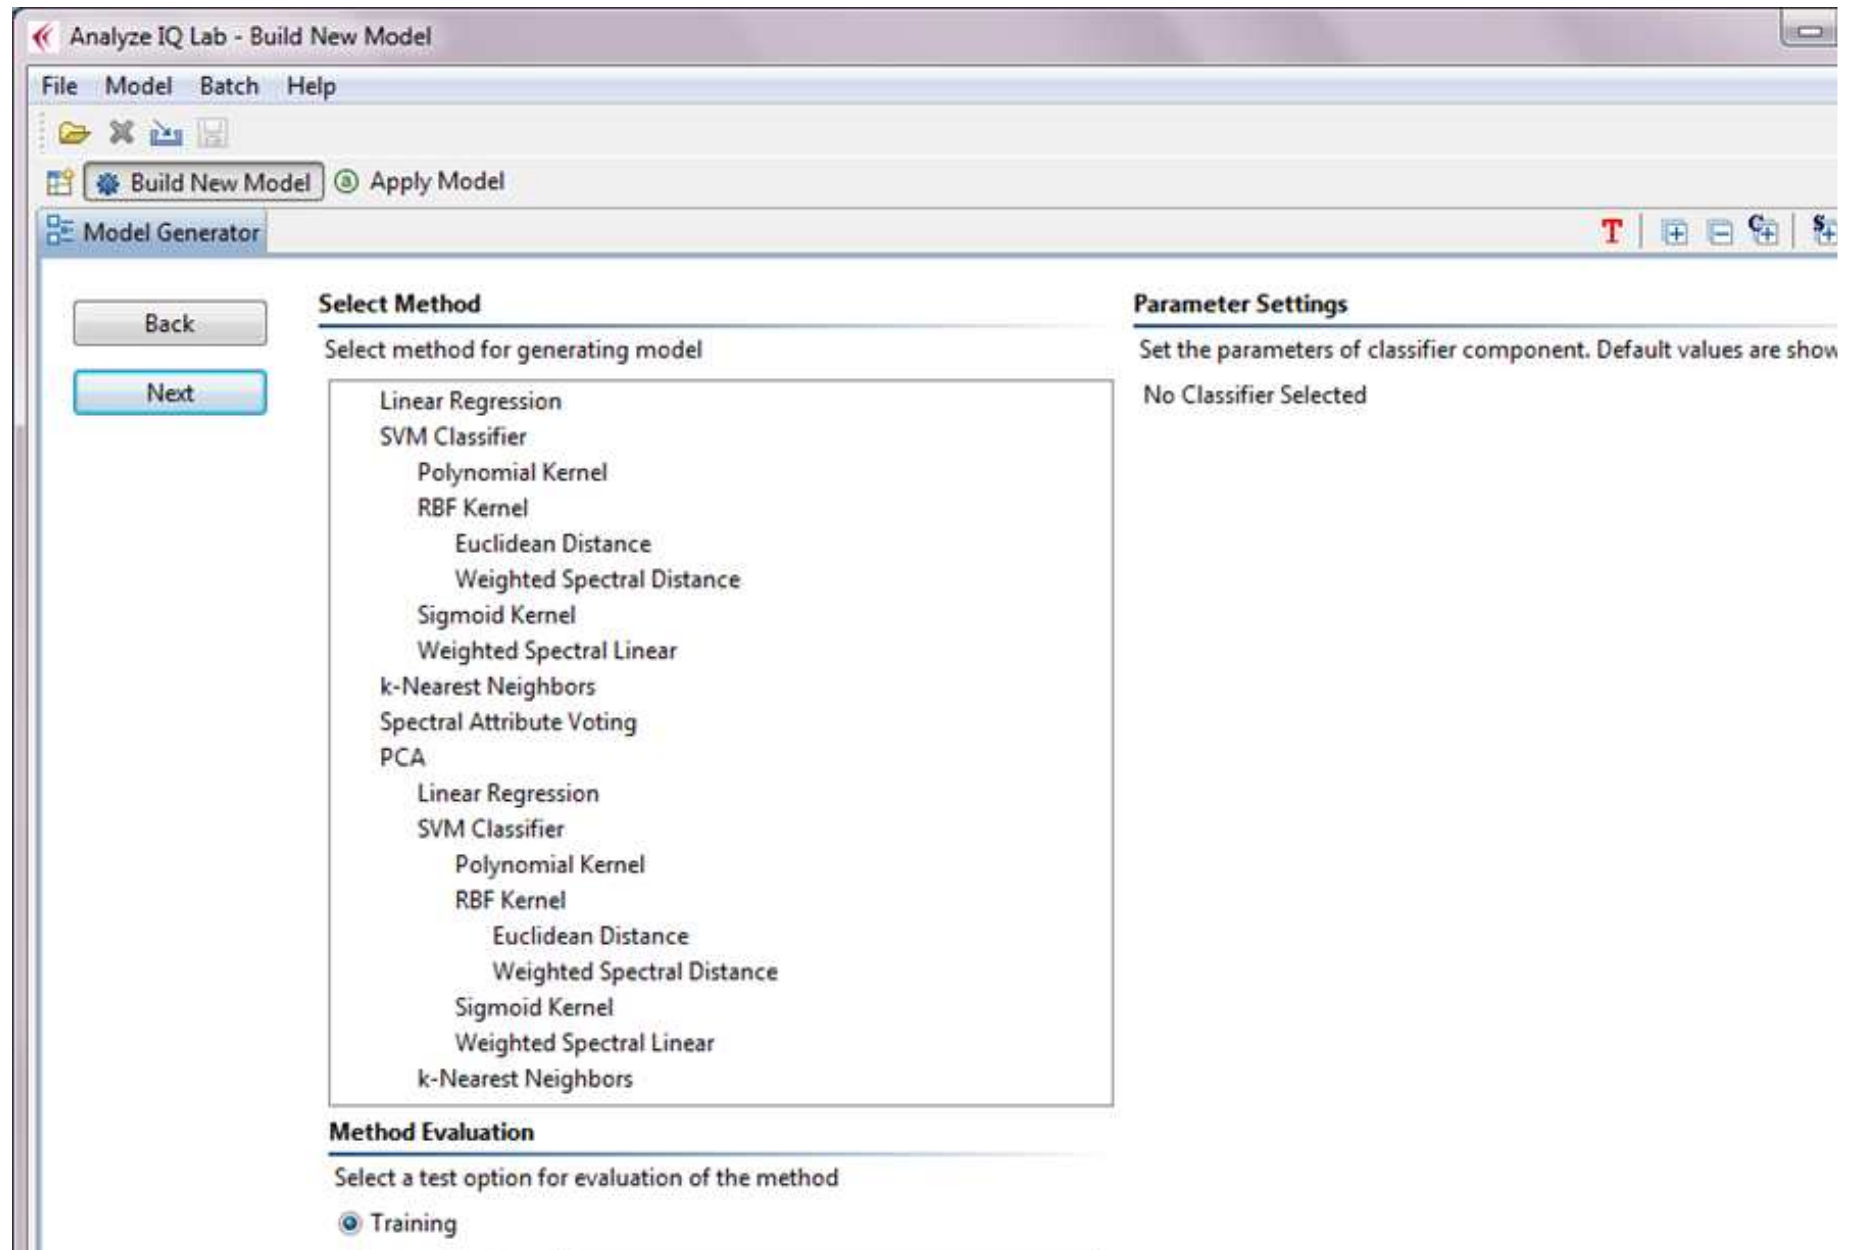 Analyze IQ Lab - Build New Model
File Model Batch Help
Build New Model Apply Model
Model Generator
Back
Next
Select Method
Select method for generating model
Linear Regression
SVM Classifier
Polynomial Kernel
RBF Kernel
Euclidean Distance
Weighted Spectral Distance
Sigmoid Kernel
Weighted Spectral Linear
k-Nearest Neighbors
Spectral Attribute Voting
PCA
Linear Regression
SVM Classifier
Polynomial Kernel
RBF Kernel
Euclidean Distance
Weighted Spectral Distance
Sigmoid Kernel
Weighted Spectral Linear
k-Nearest Neighbors
Method Evaluation
Select a test option for evaluation of the method
Training
Parameter Settings
Set the parameters of classifier component. Default values are show
No Classifier Selected